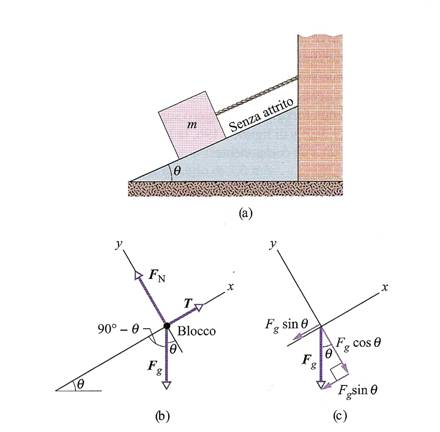 m
Senza attrito
θ
(a)
y
F_N
T
x
90° − θ
Blocco
θ
F_g
θ
(b)
y
x
F_g sin θ
θ
F_g cos θ
F_g
F_g sin θ
(c)